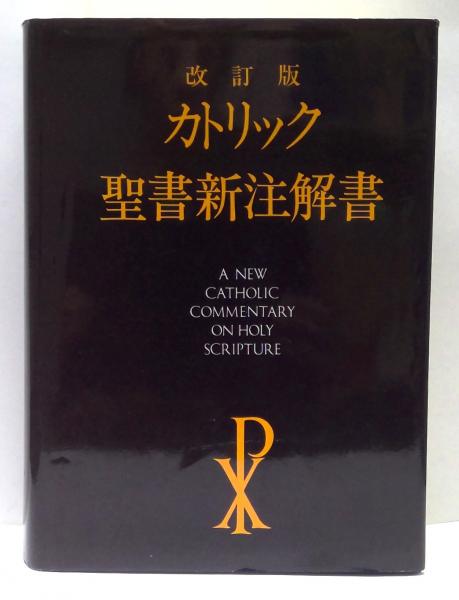 改訂版
カトリック
聖書新注解書
A NEW
CATHOLIC
COMMENTARY
ON HOLY
SCRIPTURE